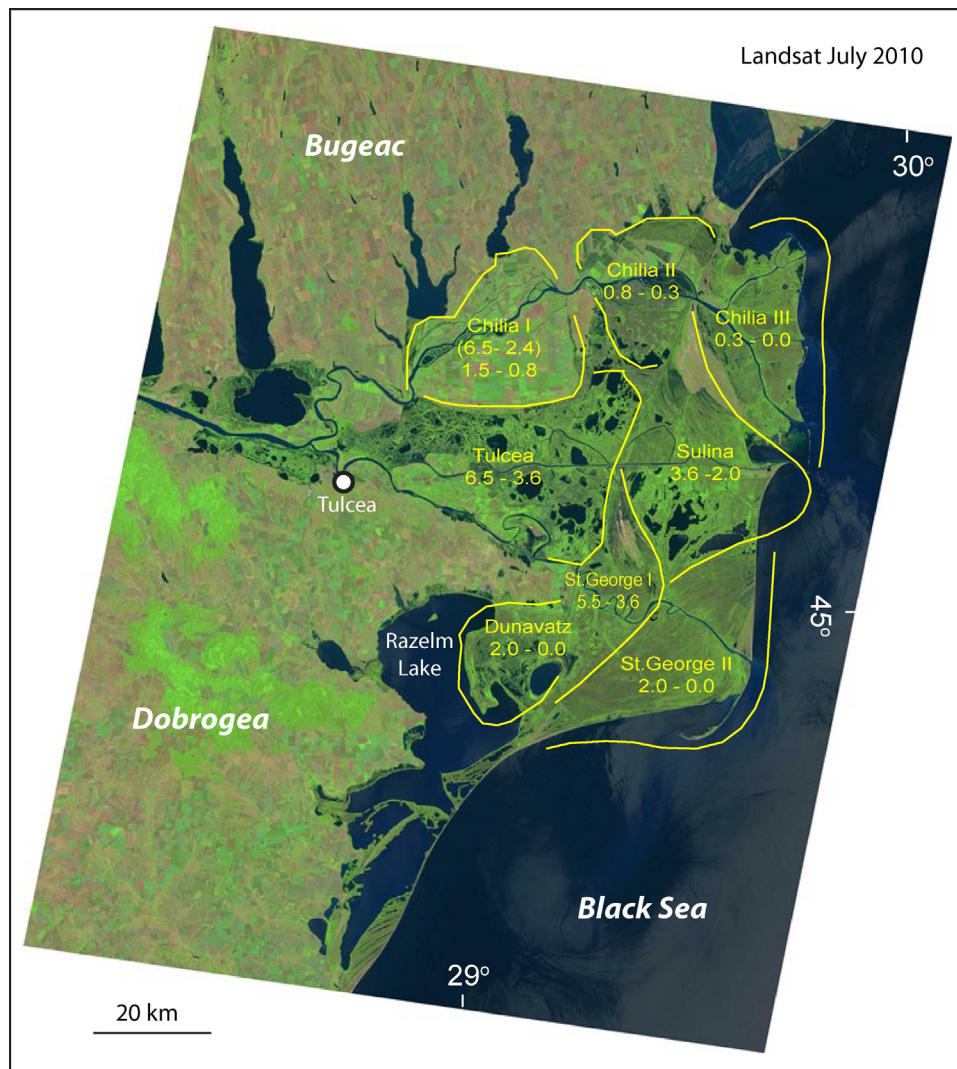 Landsat July 2010
Bugeac
30°
Chilia II
0.8 - 0.3
Chilia III
0.3 - 0.0
Chilia I
(6.5- 2.4)
1.5 - 0.8
Tulcea
6.5 - 3.6
Sulina
3.6 -2.0
Tulcea
St.George I
5.5 - 3.6
45°
Dunavatz
2.0 - 0.0
Razelm
Lake
St.George II
2.0 - 0.0
Dobrogea
Black Sea
29°
20 km